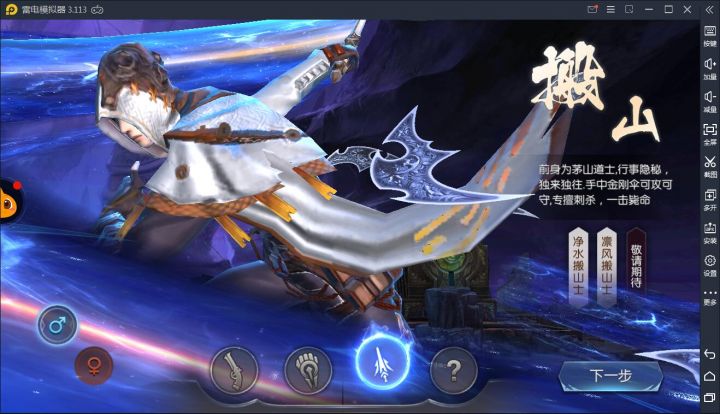 雷电模拟器 3.113
搬山
前身为茅山道士,行事隐秘,
独来独往,手中金刚伞可攻可
守,专擅刺杀，一击毙命
净水搬山士
凛风搬山士
敬请期待
?
下一步
按键
加量
减量
全屏
截图
多开
安装
设置
更多